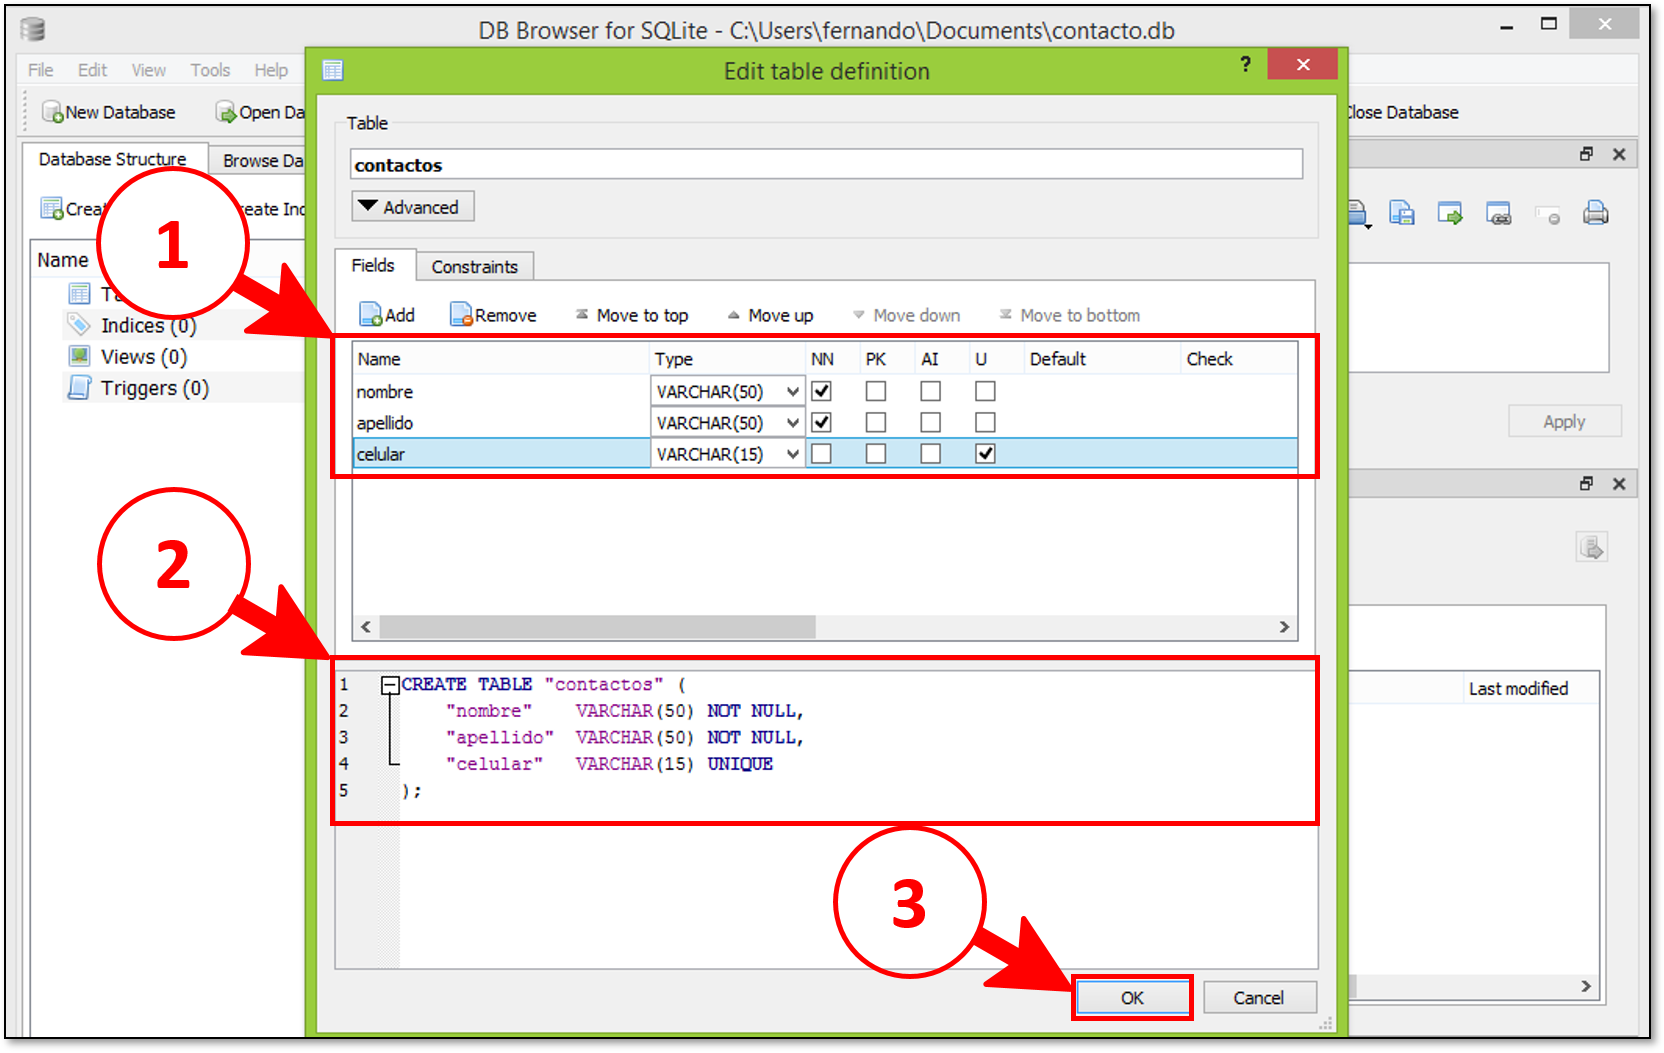 DB Browser for SQLite - C:\Users\fernando\Documents\contacto.db
File Edit View Tools Help
Edit table definition
?
New Database
Open Da
Close Database
Database Structure
Browse Da
Table
contactos
Advanced
Crea
reate Ind
1
Name
Fields
Constraints
Indices (0)
Views (0)
Triggers (0)
Add Remove Move to top Move up Move down Move to bottom
Name Type NN PK AI U Default Check
nombre VARCHAR(50)
apellido VARCHAR(50)
celular VARCHAR(15)
Apply
2
Last modified
1 CREATE TABLE "contactos" (
2 "nombre" VARCHAR(50) NOT NULL,
3 "apellido" VARCHAR(50) NOT NULL,
4 "celular" VARCHAR(15) UNIQUE
5 );
3
OK
Cancel